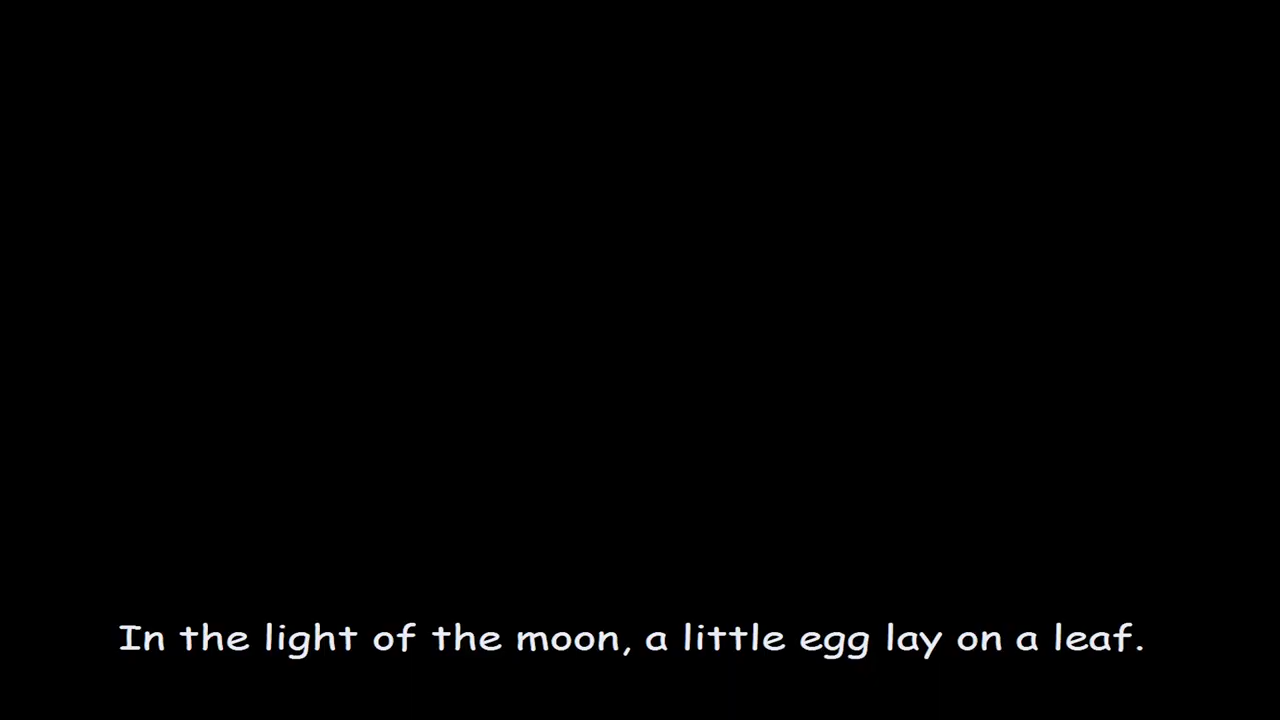 In the light of the moon, a little egg lay on a leaf.